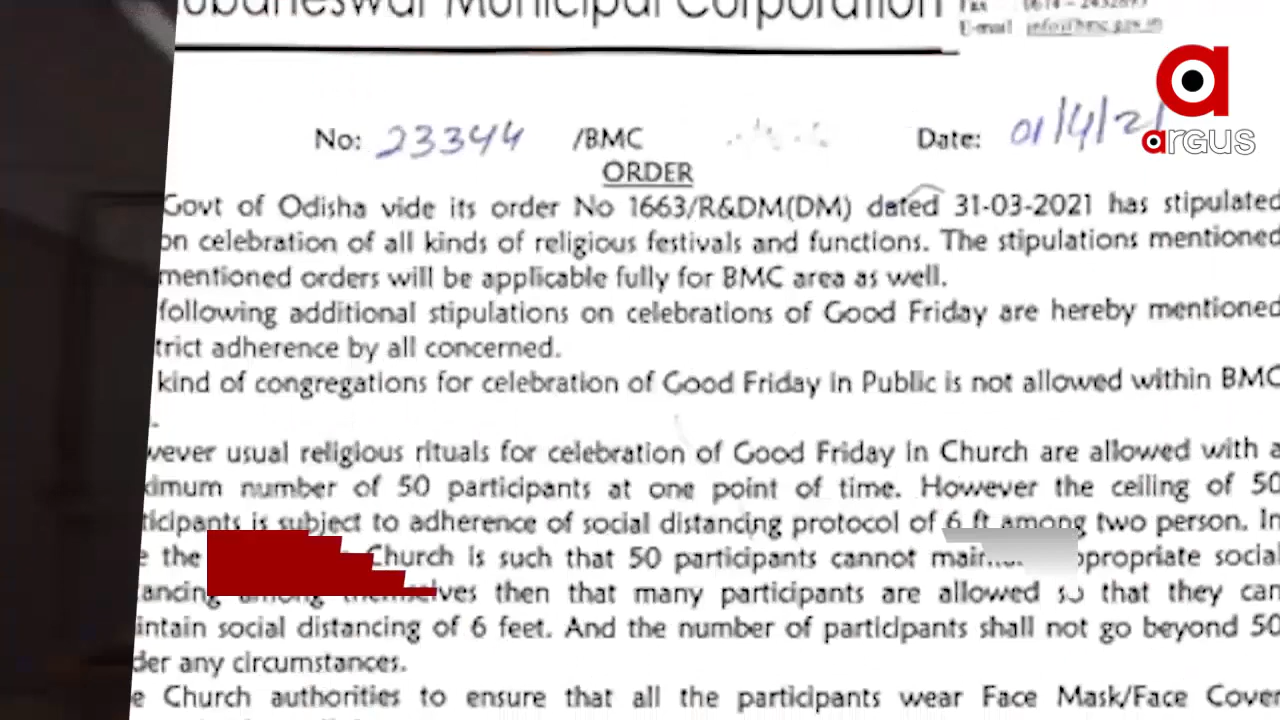 Municipal Corporation
E-mail info@bmc.gov.in
argus
No: 23344 /BMC Date: 01/4/21
ORDER
Govt of Odisha vide its order No 1663/R&DM(DM) dated 31-03-2021 has stipulated
on celebration of all kinds of religious festivals and functions. The stipulations mentioned
mentioned orders will be applicable fully for BMC area as well.
following additional stipulations on celebrations of Good Friday are hereby mentioned
trict adherence by all concerned.
kind of congregations for celebration of Good Friday in Public is not allowed within BMC
wever usual religious rituals for celebration of Good Friday in Church are allowed with a
imum number of 50 participants at one point of time. However the ceiling of 50
ticipants is subject to adherence of social distancing protocol of 6 ft among two person. In
the Church is such that 50 participants cannot ppropriate social
ancing among themselves then that many participants are allowed so that they can
intain social distancing of 6 feet. And the number of participants shall not go beyond 50
der any circumstances.
e Church authorities to ensure that all the participants wear Face Mask/Face Cover